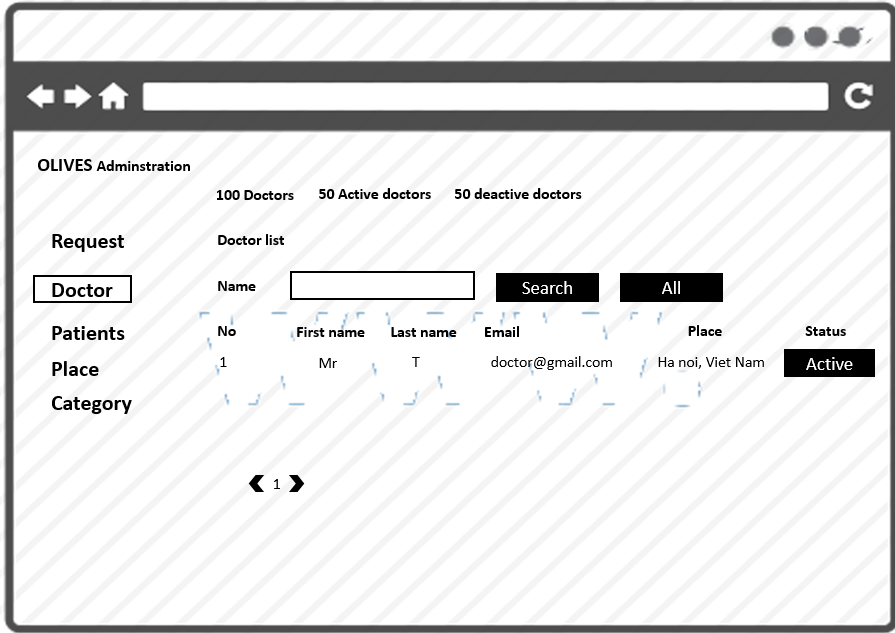 OLIVES Adminstration
100 Doctors 50 Active doctors 50 deactive doctors
Request
Doctor list
Doctor
Name
Search
All
Patients
No First name Last name Email Place Status
1 Mr T doctor@gmail.com Ha noi, Viet Nam Active
Place
Category
1